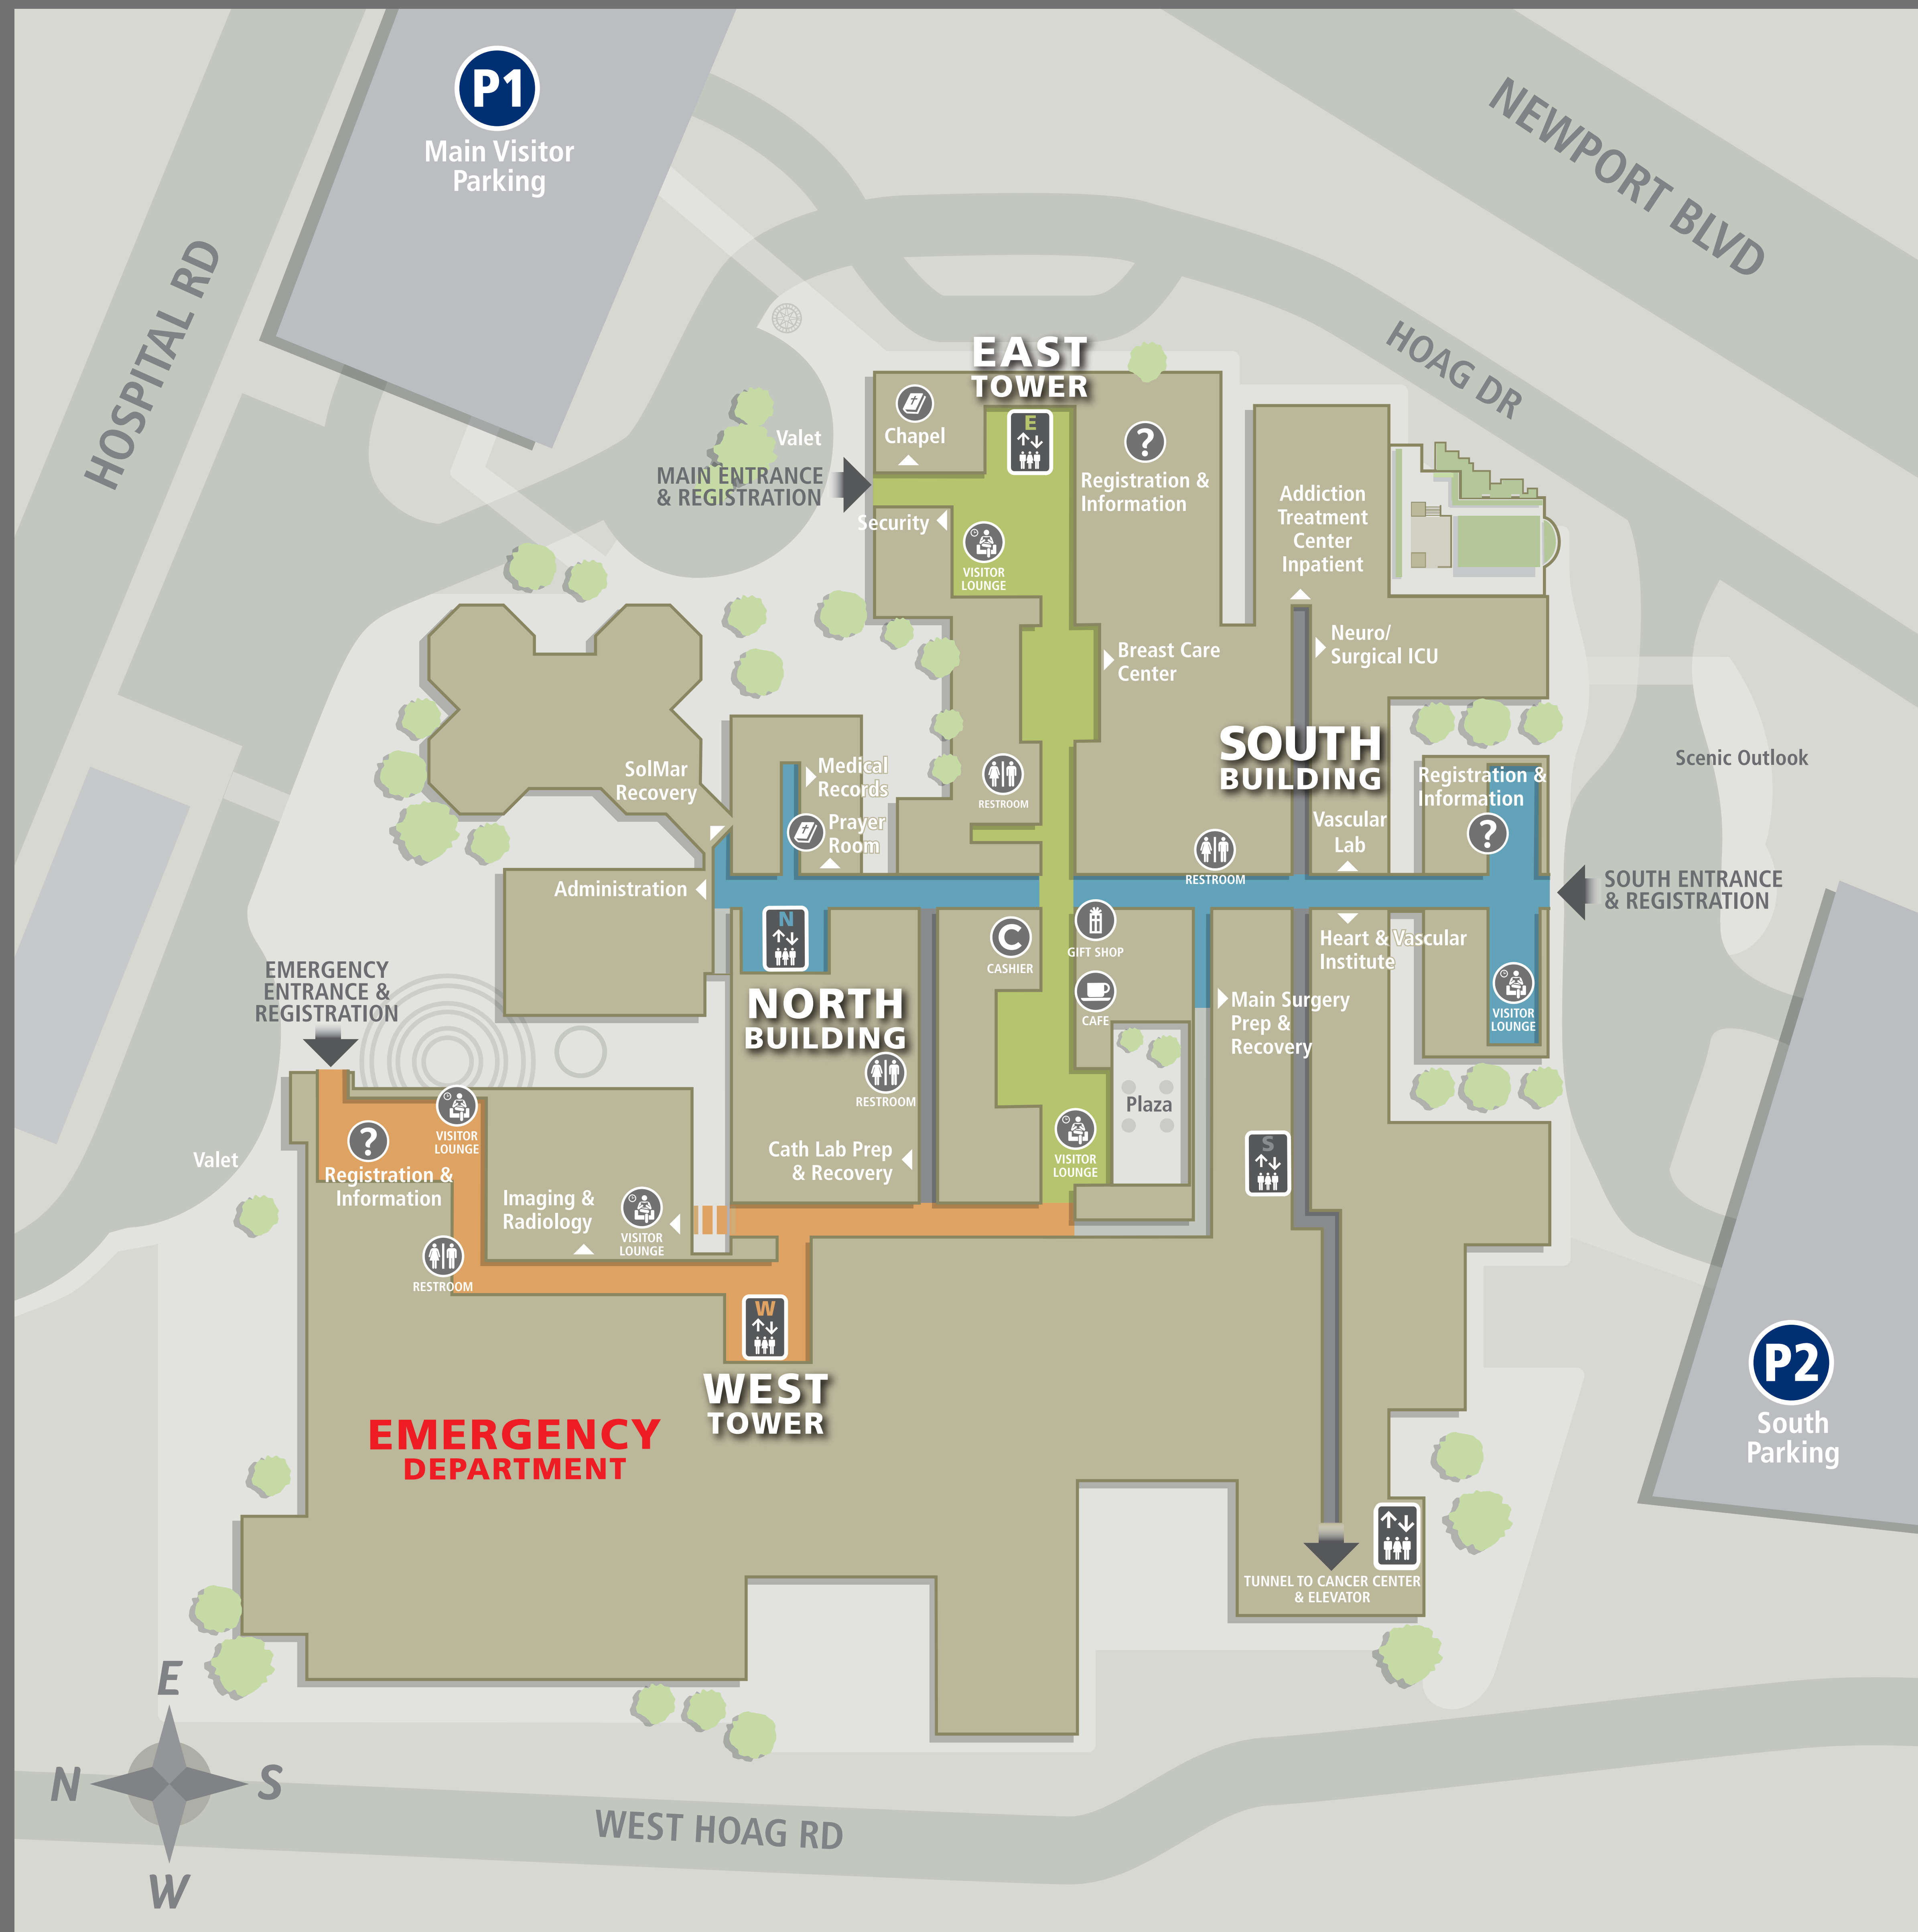 P1
Main Visitor
Parking
NEWPORT BLVD
HOSPITAL RD
HOAG DR
EAST
TOWER
Chapel
E
?
Registration &
Information
Valet
MAIN ENTRANCE
& REGISTRATION
Security
VISITOR
LOUNGE
Addiction
Treatment
Center
Inpatient
Neuro/
Surgical ICU
Breast Care
Center
SOUTH
BUILDING
Scenic Outlook
SolMar
Recovery
Medical
Records
Prayer
Room
RESTROOM
Registration &
Information
?
Vascular
Lab
RESTROOM
Administration
SOUTH ENTRANCE
& REGISTRATION
N
C
CASHIER
GIFT SHOP
CAFE
Heart & Vascular
Institute
VISITOR
LOUNGE
Main Surgery
Prep &
Recovery
EMERGENCY
ENTRANCE &
REGISTRATION
NORTH
BUILDING
RESTROOM
Plaza
VISITOR
LOUNGE
?
Registration &
Information
VISITOR
LOUNGE
Valet
Cath Lab Prep
& Recovery
VISITOR
LOUNGE
S
Imaging &
Radiology
RESTROOM
W
WEST
TOWER
P2
South
Parking
EMERGENCY
DEPARTMENT
TUNNEL TO CANCER CENTER
& ELEVATOR
E
N
S
W
WEST HOAG RD